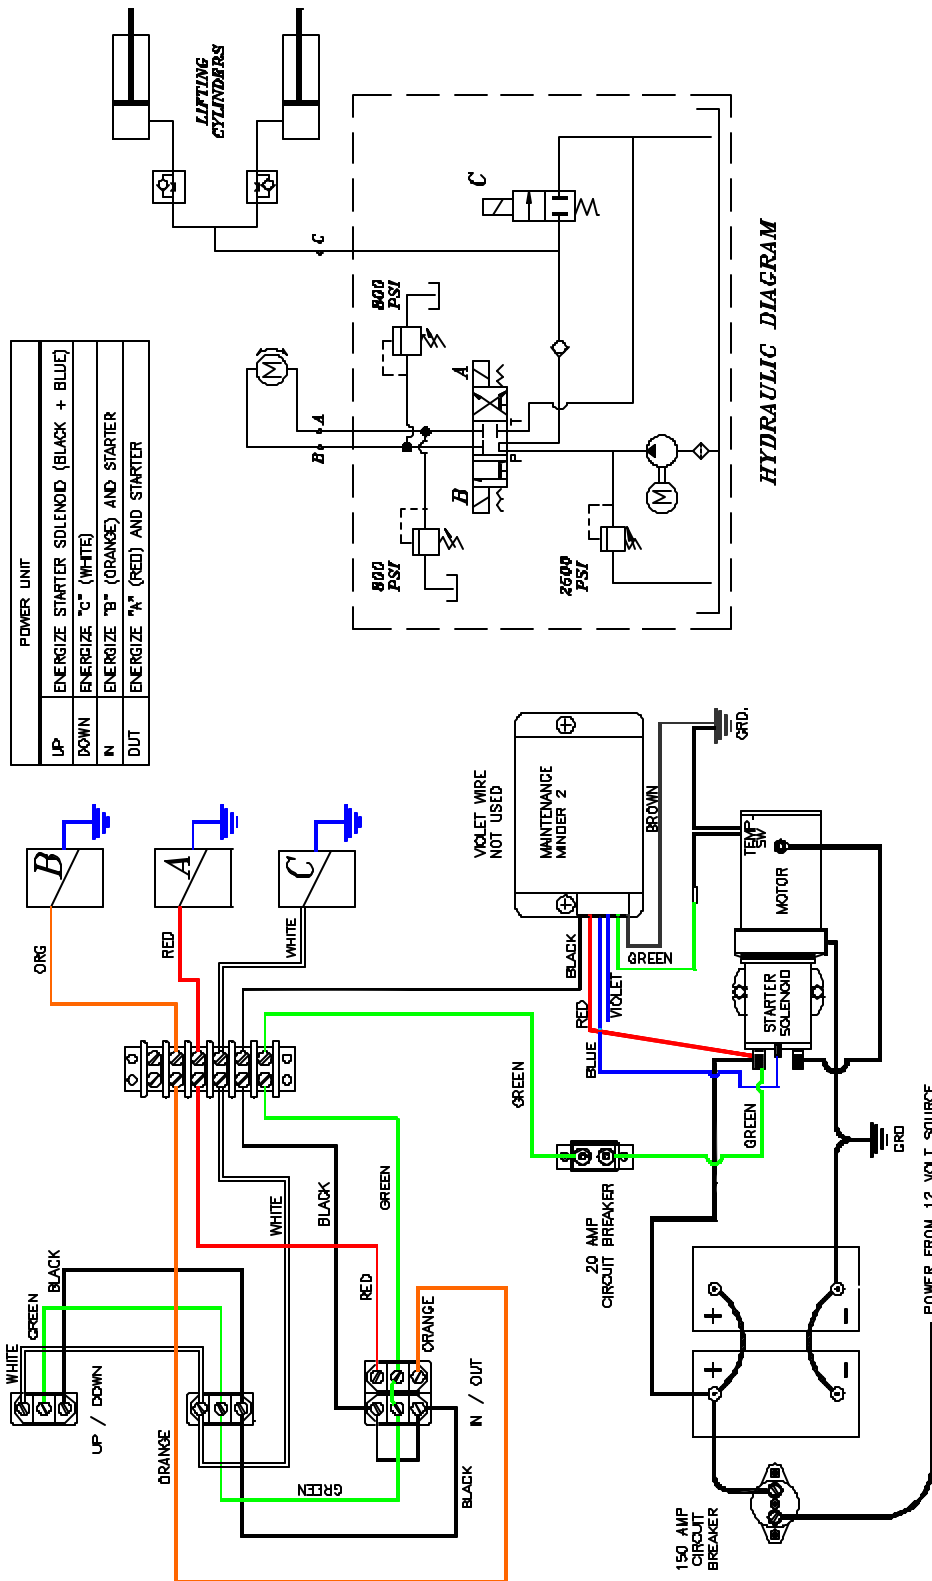 POWER UNIT
UP ENERGIZE STARTER SOLENOID (BLACK + BLUE)
DOWN ENERGIZE "C" (WHITE)
IN ENERGIZE "B" (ORANGE) AND STARTER
OUT ENERGIZE "A" (RED) AND STARTER
LIFTING
CYLINDERS
C
C
800
PSI
M
A
B
A
B
T
P
800
PSI
2600
PSI
M
HYDRAULIC DIAGRAM
B
A
C
ORG
RED
WHITE
BLACK
VIOLET WIRE
NOT USED
MAINTENANCE
MINDER 2
BROWN
GRD.
GREEN
RED
VIOLET
BLUE
TEMP.
SW
MOTOR
STARTER
SOLENOID
GREEN
GREEN
GRD
20 AMP
CIRCUIT BREAKER
POWER FROM 12 VOLT SOURCE
WHITE
GREEN
BLACK
UP / DOWN
WHITE
BLACK
GREEN
RED
ORANGE
IN / OUT
ORANGE
GREEN
BLACK
+
-
+
-
150 AMP
CIRCUIT
BREAKER